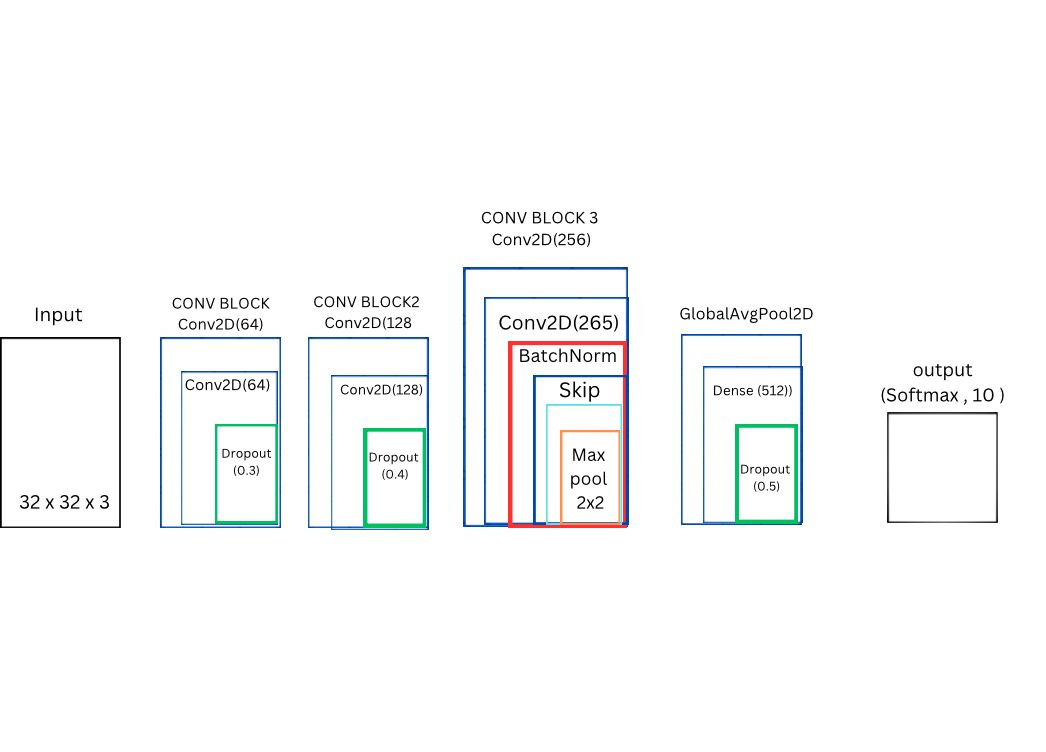 Input
32 x 32 x 3
CONV BLOCK
Conv2D(64)
Conv2D(64)
Dropout
(0.3)
CONV BLOCK2
Conv2D(128
Conv2D(128)
Dropout
(0.4)
CONV BLOCK 3
Conv2D(256)
Conv2D(265)
BatchNorm
Skip
Max
pool
2x2
GlobalAvgPool2D
Dense (512))
Dropout
(0.5)
output
(Softmax , 10 )